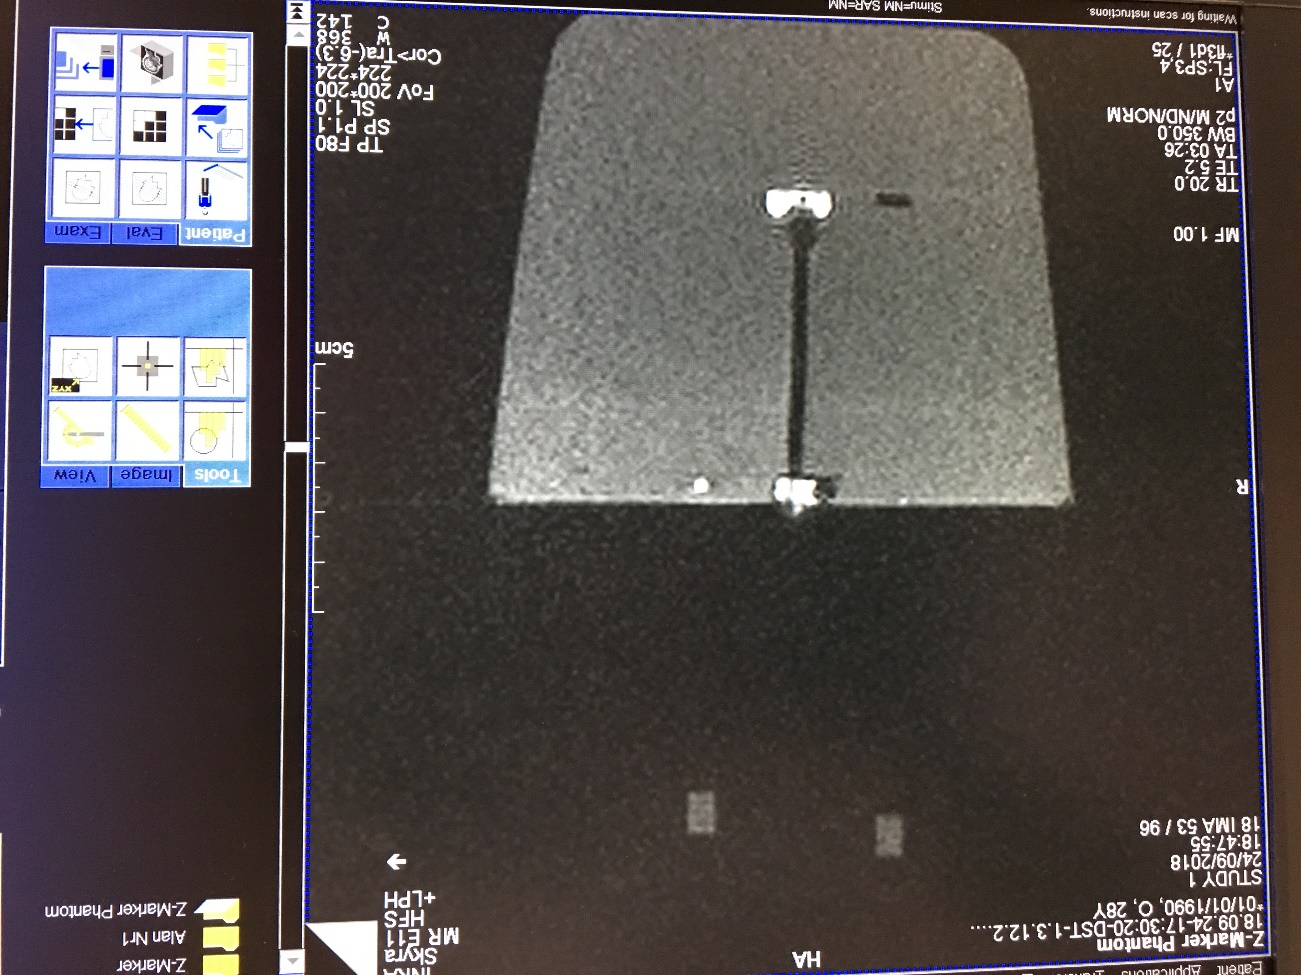 Patient Applications
Z-Marker Phantom
18.09.24-17:30:20-DST-1.3.12.2....
*01/01/1990, O, 28Y
STUDY 1
24/09/2018
18:47:55
18 IMA 53 / 96
HA
Skyra
MR E11
HFS
+LPH
Z-Marker
Alan Nr1
Z-Marker Phantom
R
5cm
Tools
Image
View
xyz
Patient
Eval
Exam
MF 1.00
TR 20.0
TE 5.2
TA 03:26
BW 350.0
p2 M/ND/NORM
A1
FL:SP3,4
*fl3d1 / 25
TP F80
SP P1.1
SL 1.0
FoV 200*200
224*224
Cor>Tra(-6.3)
W 368
C 142
Waiting for scan instructions.
Stimu=NM SAR=NM